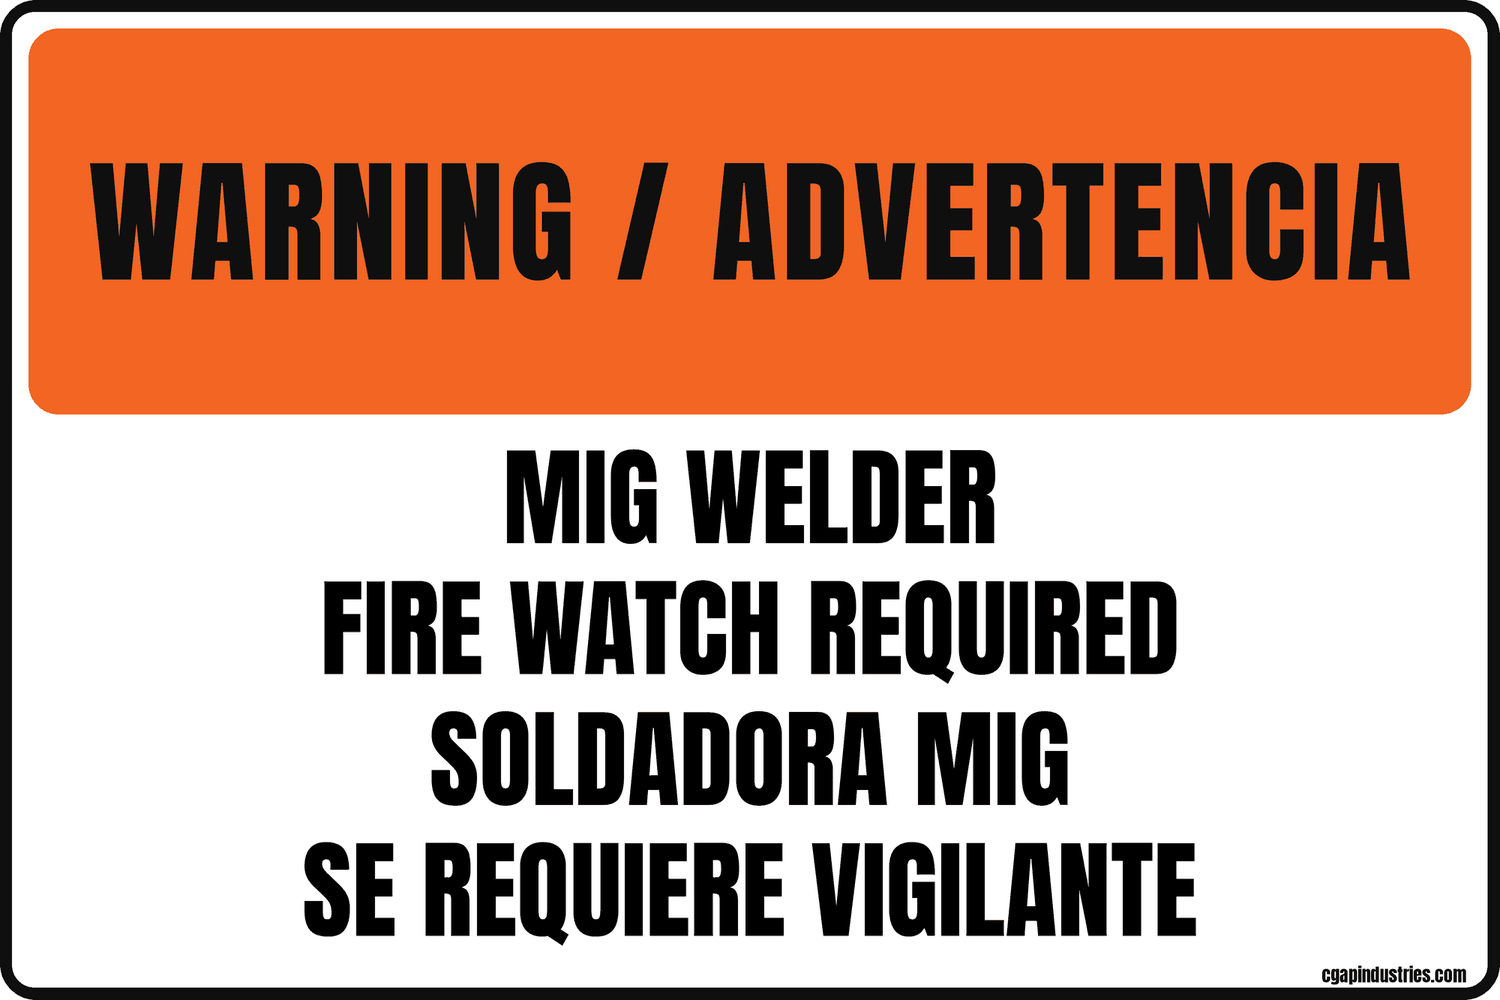 WARNING / ADVERTENCIA
MIG WELDER
FIRE WATCH REQUIRED
SOLDADORA MIG
SE REQUIERE VIGILANTE
cgapindustries.com